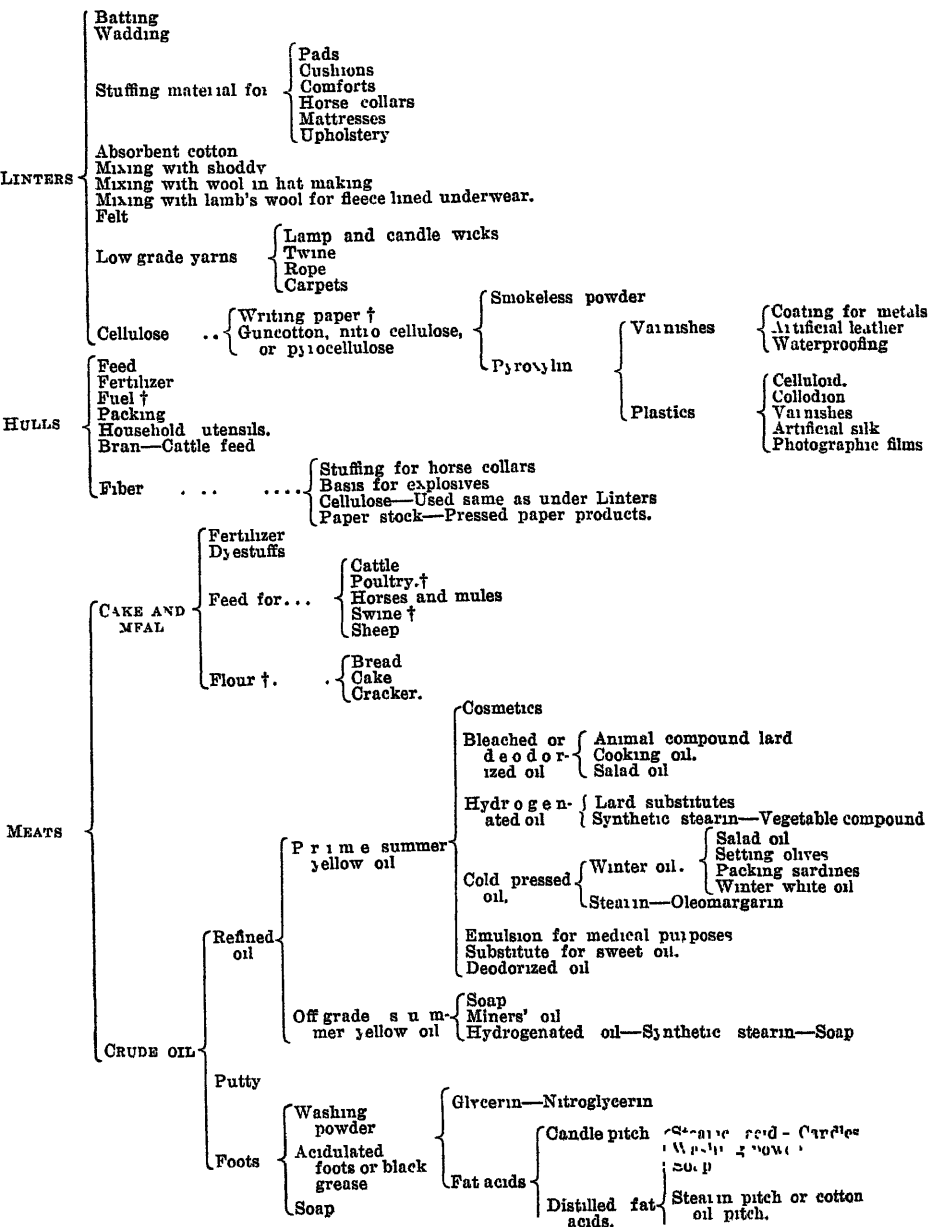 Batting
Wadding
Stuffing material for
Pads
Cushions
Comforts
Horse collars
Mattresses
Upholstery
LINTERS
Absorbent cotton
Mixing with shoddy
Mixing with wool in hat making
Mixing with lamb's wool for fleece lined underwear.
Felt
Low grade yarns
Lamp and candle wicks
Twine
Rope
Carpets
Cellulose ..
Writing paper †
Guncotton, nitro cellulose,
or pyrocellulose
Smokeless powder
Pyroxylin
Varnishes
Coating for metals
Artificial leather
Waterproofing
Plastics
Celluloid.
Collodion
Varnishes
Artificial silk
Photographic films
HULLS
Feed
Fertilizer
Fuel †
Packing
Household utensils.
Bran—Cattle feed
Fiber . .. ....
Stuffing for horse collars
Basis for explosives
Cellulose—Used same as under Linters
Paper stock—Pressed paper products.
MEATS
CAKE AND
MEAL
Fertilizer
Dyestuffs
Feed for...
Cattle
Poultry.†
Horses and mules
Swine †
Sheep
Flour †. .
Bread
Cake
Cracker.
CRUDE OIL
Refined
oil
Prime summer
yellow oil
Cosmetics
Bleached or
deodor-
ized oil
Animal compound lard
Cooking oil.
Salad oil
Hydrogen-
ated oil
Lard substitutes
Synthetic stearin—Vegetable compound
Cold pressed
oil.
Winter oil.
Salad oil
Setting olives
Packing sardines
Winter white oil
Stearin—Oleomargarin
Emulsion for medical purposes
Substitute for sweet oil.
Deodorized oil
Off grade sum-
mer yellow oil
Soap
Miners' oil
Hydrogenated oil—Synthetic stearin—Soap
Putty
Foots
Washing
powder
Acidulated
foots or black
grease
Soap
Glycerin—Nitroglycerin
Fat acids
Candle pitch
- Candles
Distilled fat
acids.
Stearin pitch or cotton
oil pitch.